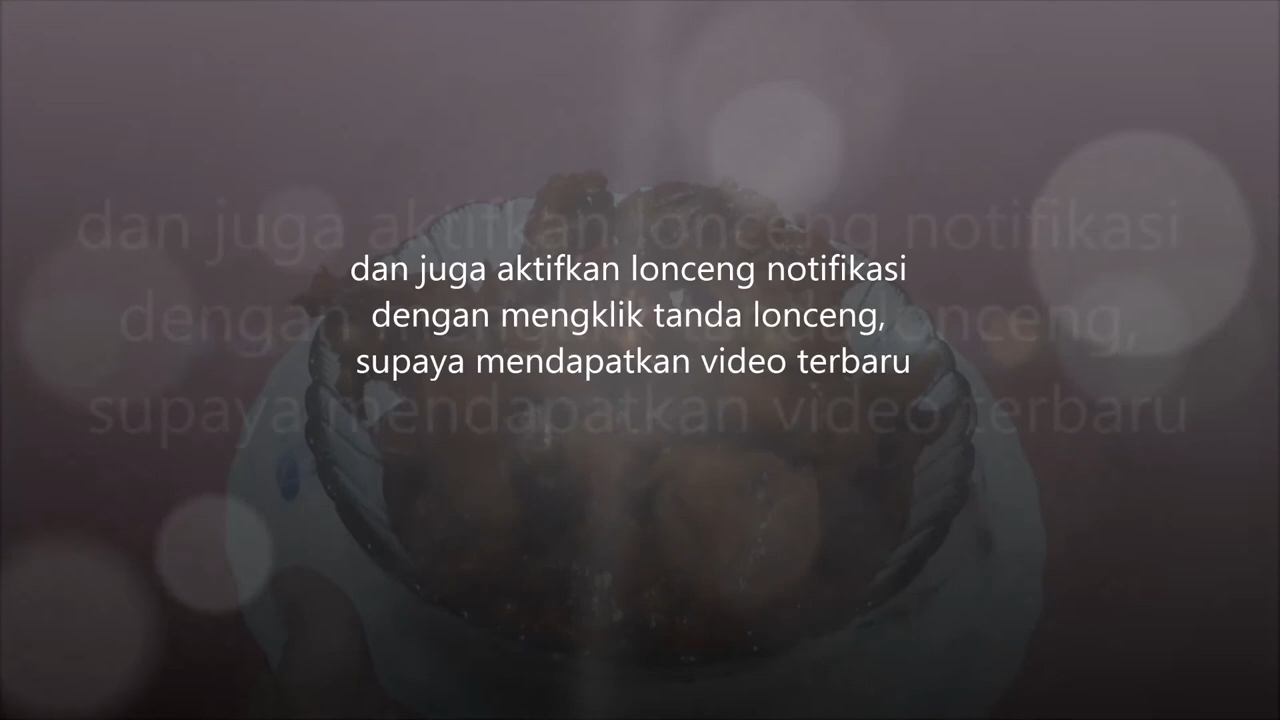 dan juga aktifkan lonceng notifikasi
dengan mengklik tanda lonceng,
supaya mendapatkan video terbaru